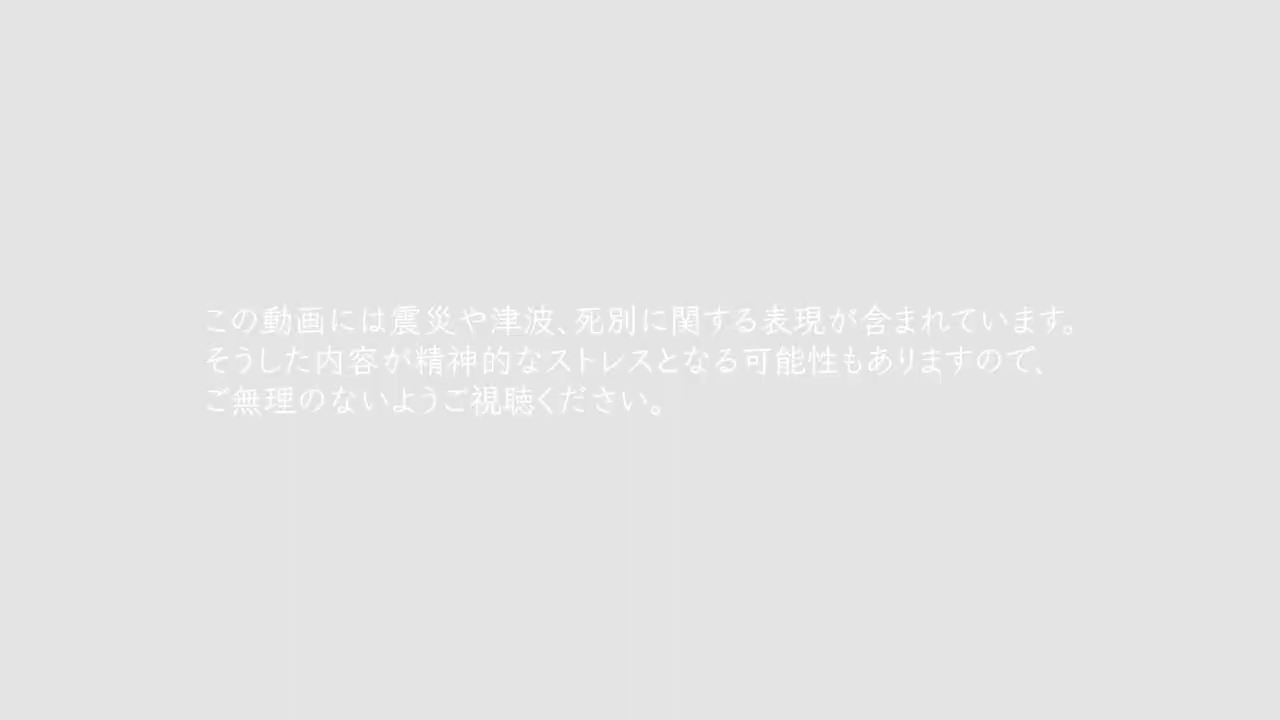 この動画には震災や津波、死別に関する表現が含まれています。
そうした内容が精神的なストレスとなる可能性もありますので、
ご無理のないようご視聴ください。